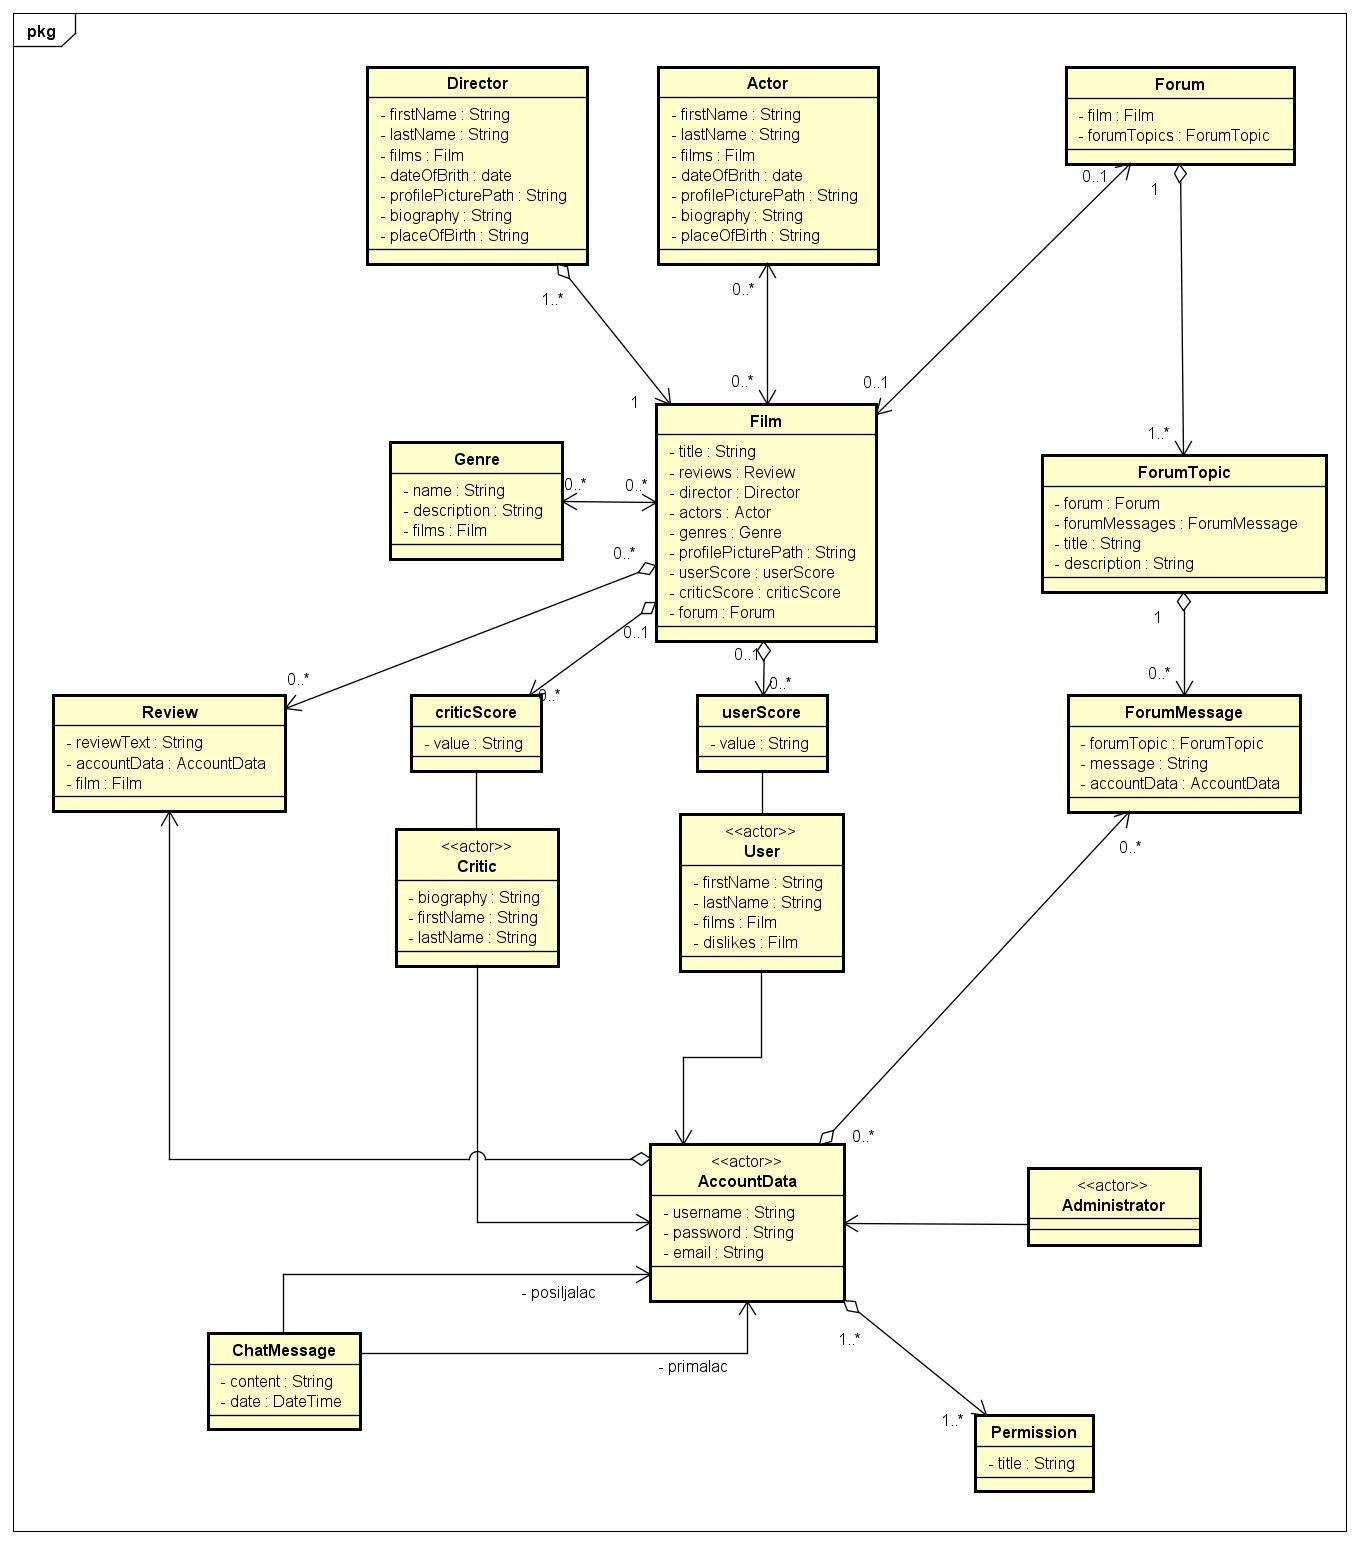 pkg
Director
- firstName : String
- lastName : String
- films : Film
- dateOfBrith : date
- profilePicturePath : String
- biography : String
- placeOfBirth : String
Actor
- firstName : String
- lastName : String
- films : Film
- dateOfBrith : date
- profilePicturePath : String
- biography : String
- placeOfBirth : String
Forum
- film : Film
- forumTopics : ForumTopic
1..*
1
0..*
0..*
0..1
0..1
1
1..*
Genre
- name : String
- description : String
- films : Film
0..*
0..*
Film
- title : String
- reviews : Review
- director : Director
- actors : Actor
- genres : Genre
- profilePicturePath : String
- userScore : userScore
- criticScore : criticScore
- forum : Forum
ForumTopic
- forum : Forum
- forumMessages : ForumMessage
- title : String
- description : String
0..*
0..*
0..1
0..*
0..1
0..*
1
0..*
Review
- reviewText : String
- accountData : AccountData
- film : Film
criticScore
- value : String
userScore
- value : String
ForumMessage
- forumTopic : ForumTopic
- message : String
- accountData : AccountData
<<actor>>
Critic
- biography : String
- firstName : String
- lastName : String
<<actor>>
User
- firstName : String
- lastName : String
- films : Film
- dislikes : Film
0..*
0..*
<<actor>>
AccountData
- username : String
- password : String
- email : String
<<actor>>
Administrator
- posiljalac
- primalac
ChatMessage
- content : String
- date : DateTime
1..*
1..*
Permission
- title : String